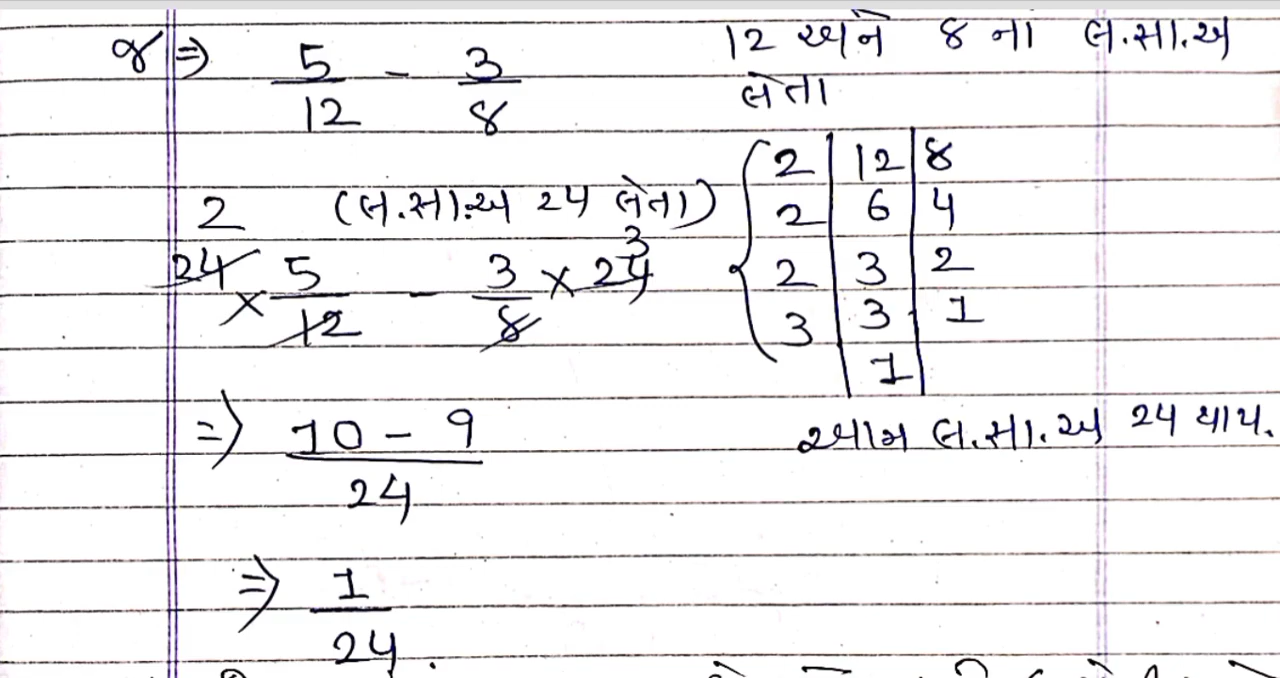 જ⇒ 5/12 - 3/8
12 અને 8 ના લ.સા.અ
લેતા
2 | 12 | 8
2 | 6 | 4
2 | 3 | 2
3 | 3 | 1
1
(લ.સા.અ 24 લેતા)
2 3
24 × 5/12 - 3/8 × 24
આમ લ.સા.અ 24 થાય.
⇒ 10 - 9/24
⇒ 1/24.